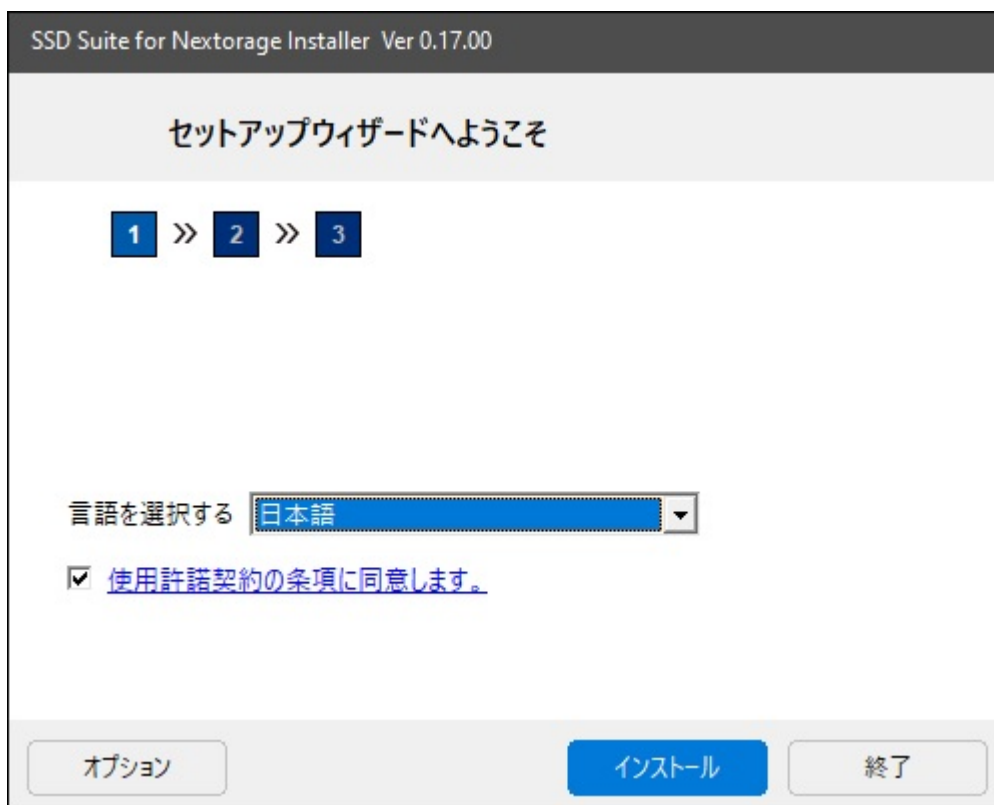 SSD Suite for Nextorage Installer Ver 0.17.00
セットアップウィザードへようこそ
1 » 2 » 3
言語を選択する 日本語
使用許諾契約の条項に同意します。
オプション インストール 終了